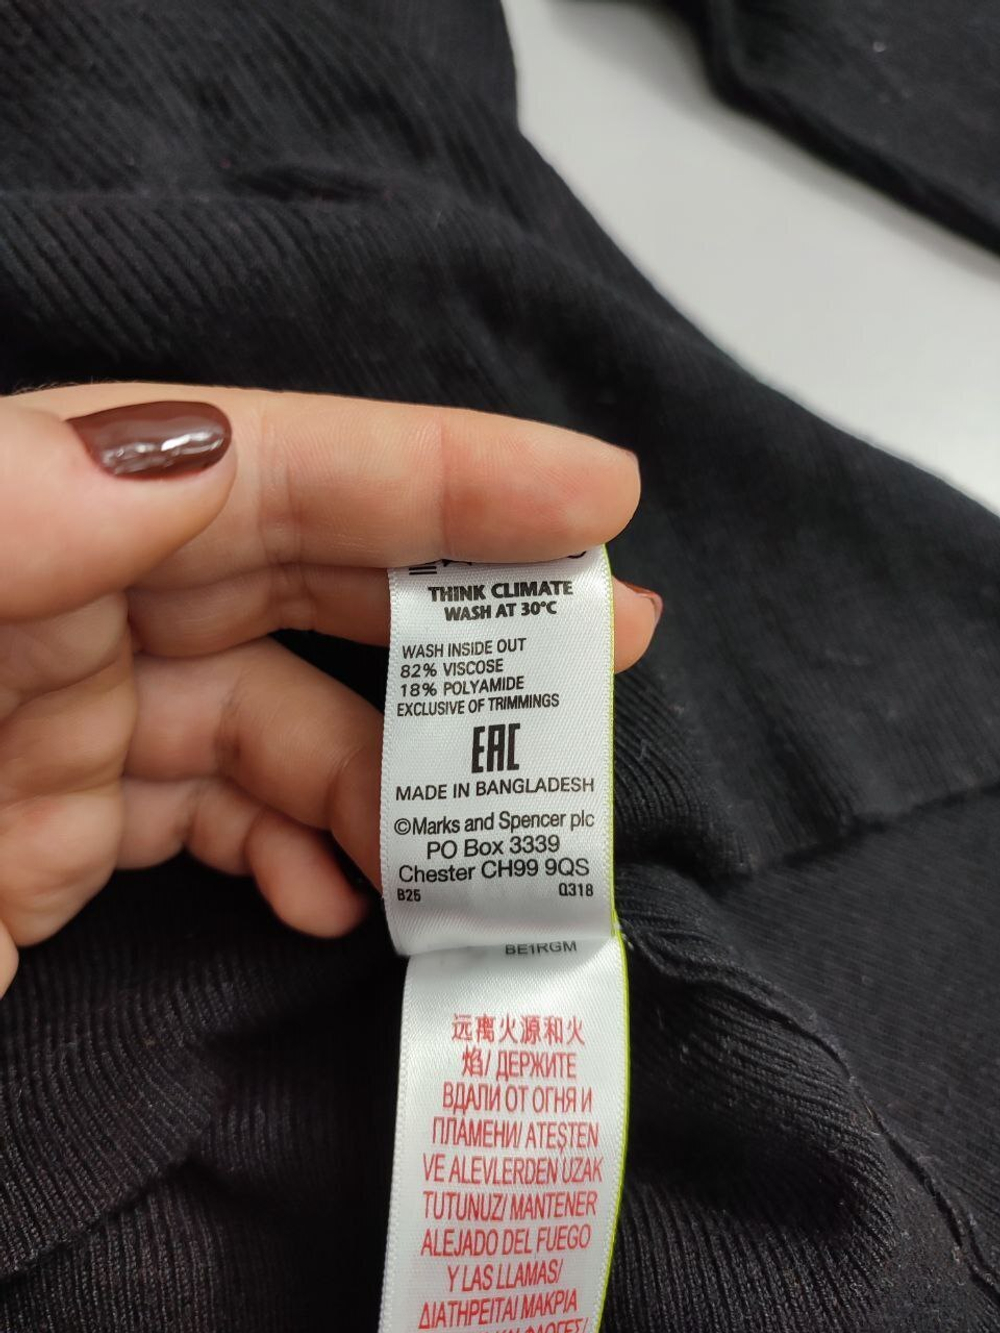 THINK CLIMATE
WASH AT 30°C
WASH INSIDE OUT
82% VISCOSE
18% POLYAMIDE
EXCLUSIVE OF TRIMMINGS
EAC
MADE IN BANGLADESH
©Marks and Spencer plc
PO Box 3339
Chester CH99 9QS
B25 Q318
BE1RGM
远离火源和火
焰/ ДЕРЖИТЕ
ВДАЛИ ОТ ОГНЯ И
ПЛАМЕНИ/ ATEŞTEN
VE ALEVLERDEN UZAK
TUTUNUZ/ MANTENER
ALEJADO DEL FUEGO
Y LAS LLAMAS/
ΔΙΑΤΗΡΕΙΤΑΙ ΜΑΚΡΙΑ